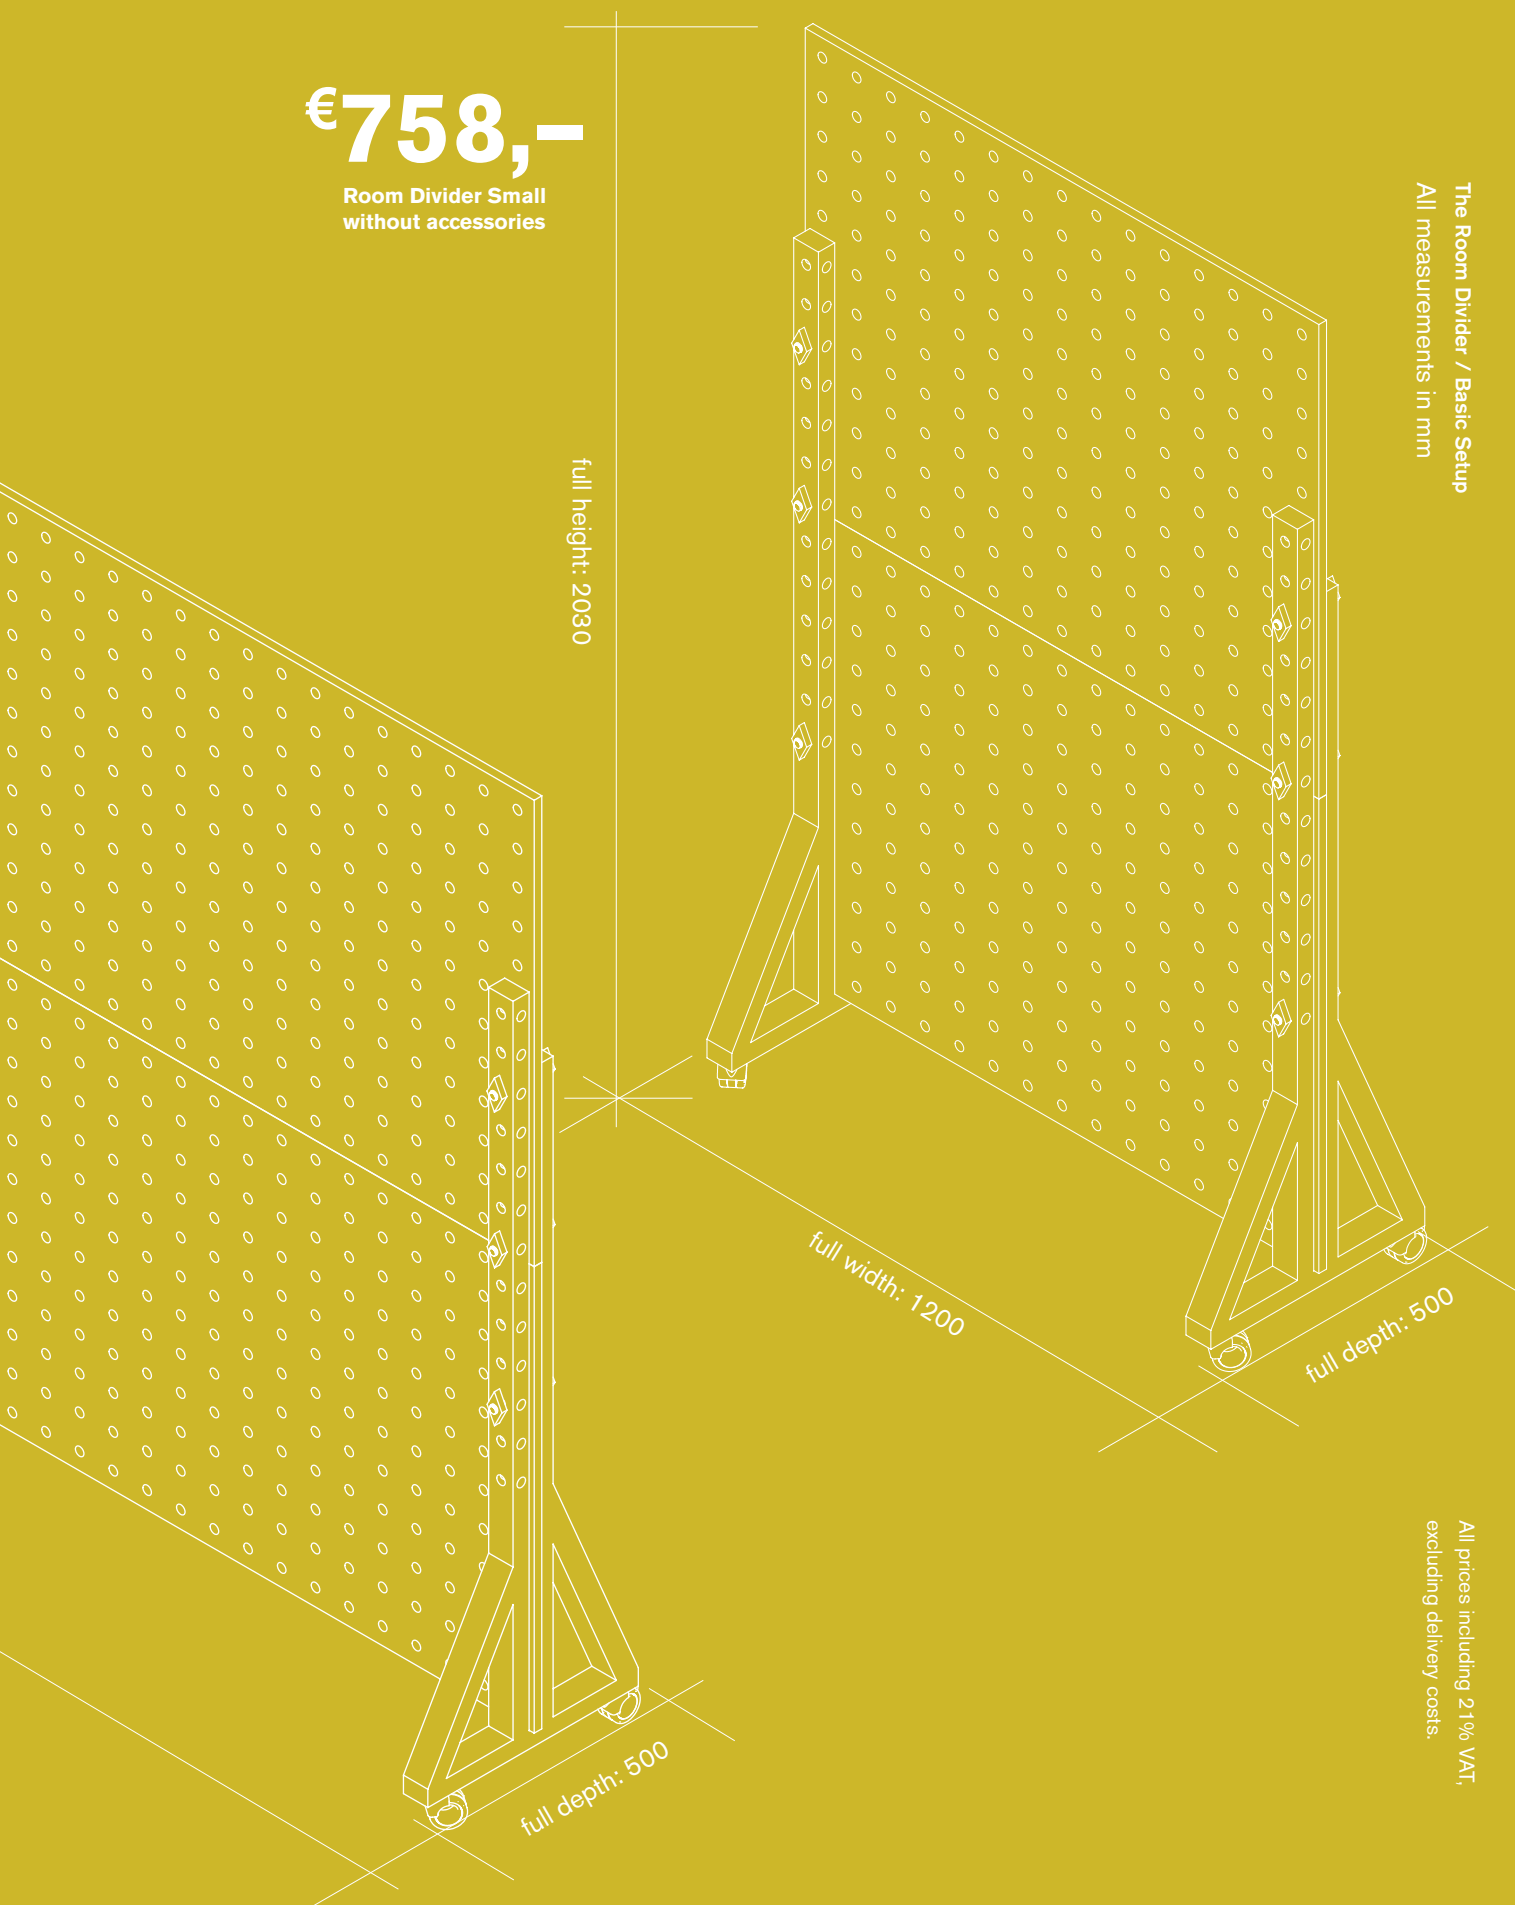 €758,–
Room Divider Small
without accessories
The Room Divider / Basic Setup
All measurements in mm
full height: 2030
full width: 1200
full depth: 500
full depth: 500
All prices including 21% VAT,
excluding delivery costs.